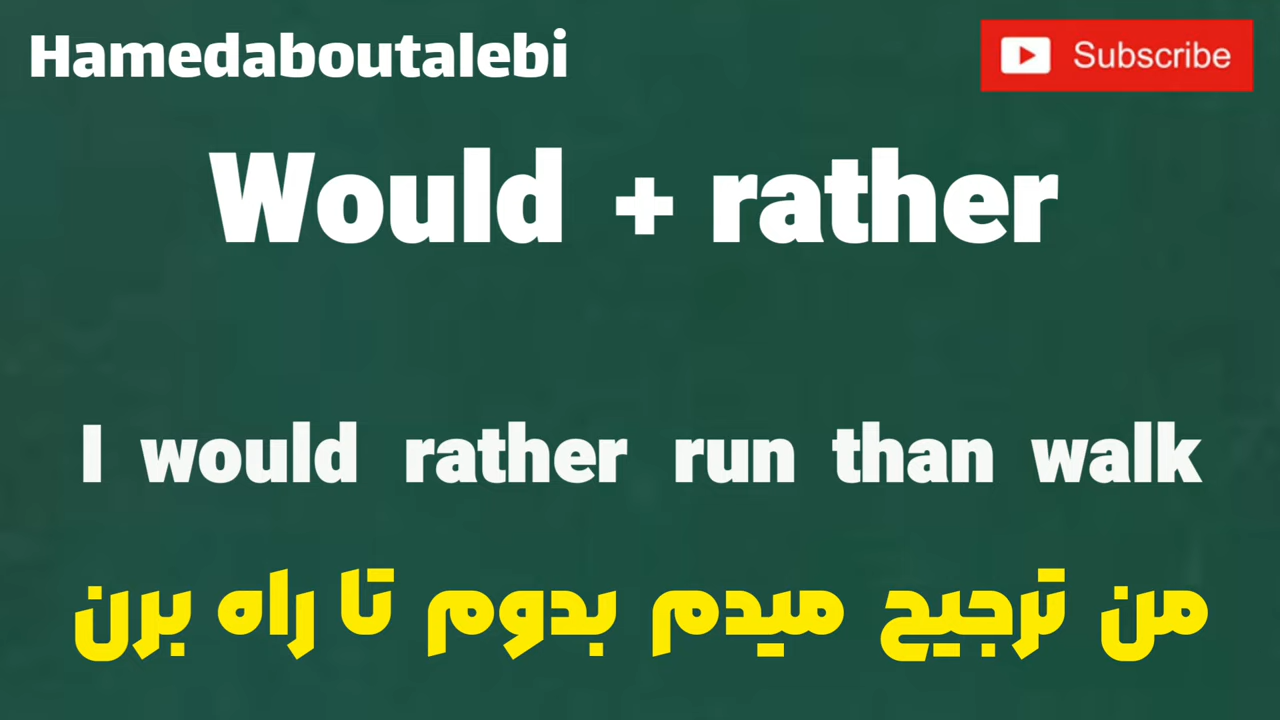 Hamedaboutalebi
Subscribe
Would + rather
I would rather run than walk
من ترجیح میدم بدوم تا راه برن